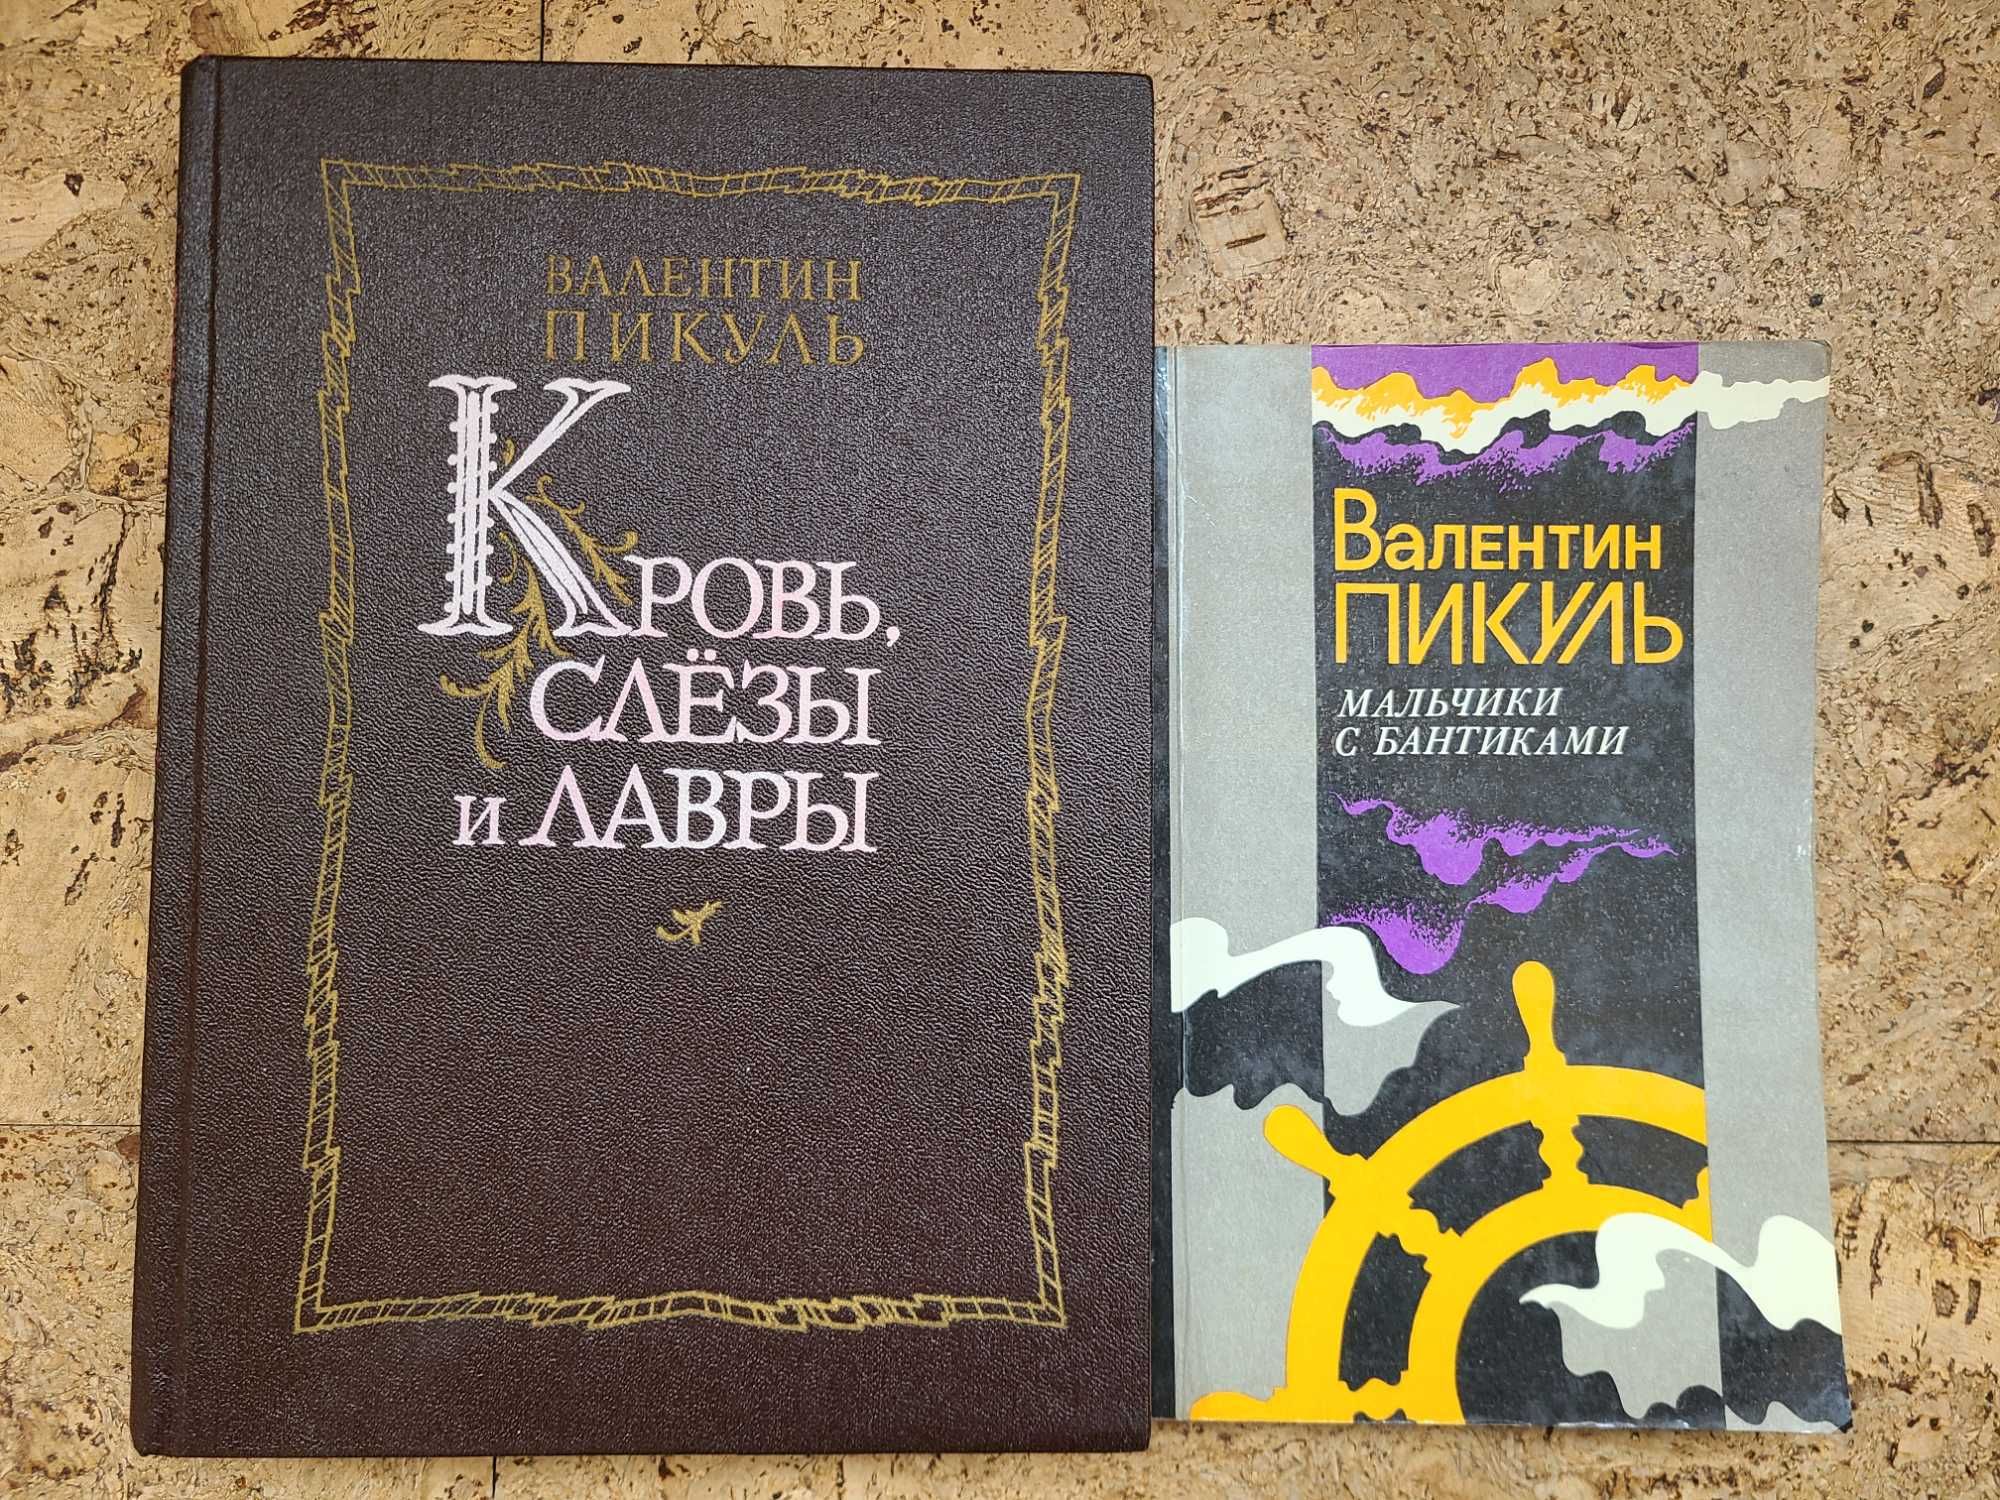 ВАЛЕНТИН
ПИКУЛЬ
КРОВЬ,
СЛЁЗЫ
И ЛАВРЫ
ВАЛЕНТИН
ПИКУЛЬ
МАЛЬЧИКИ
С БАНТИКАМИ